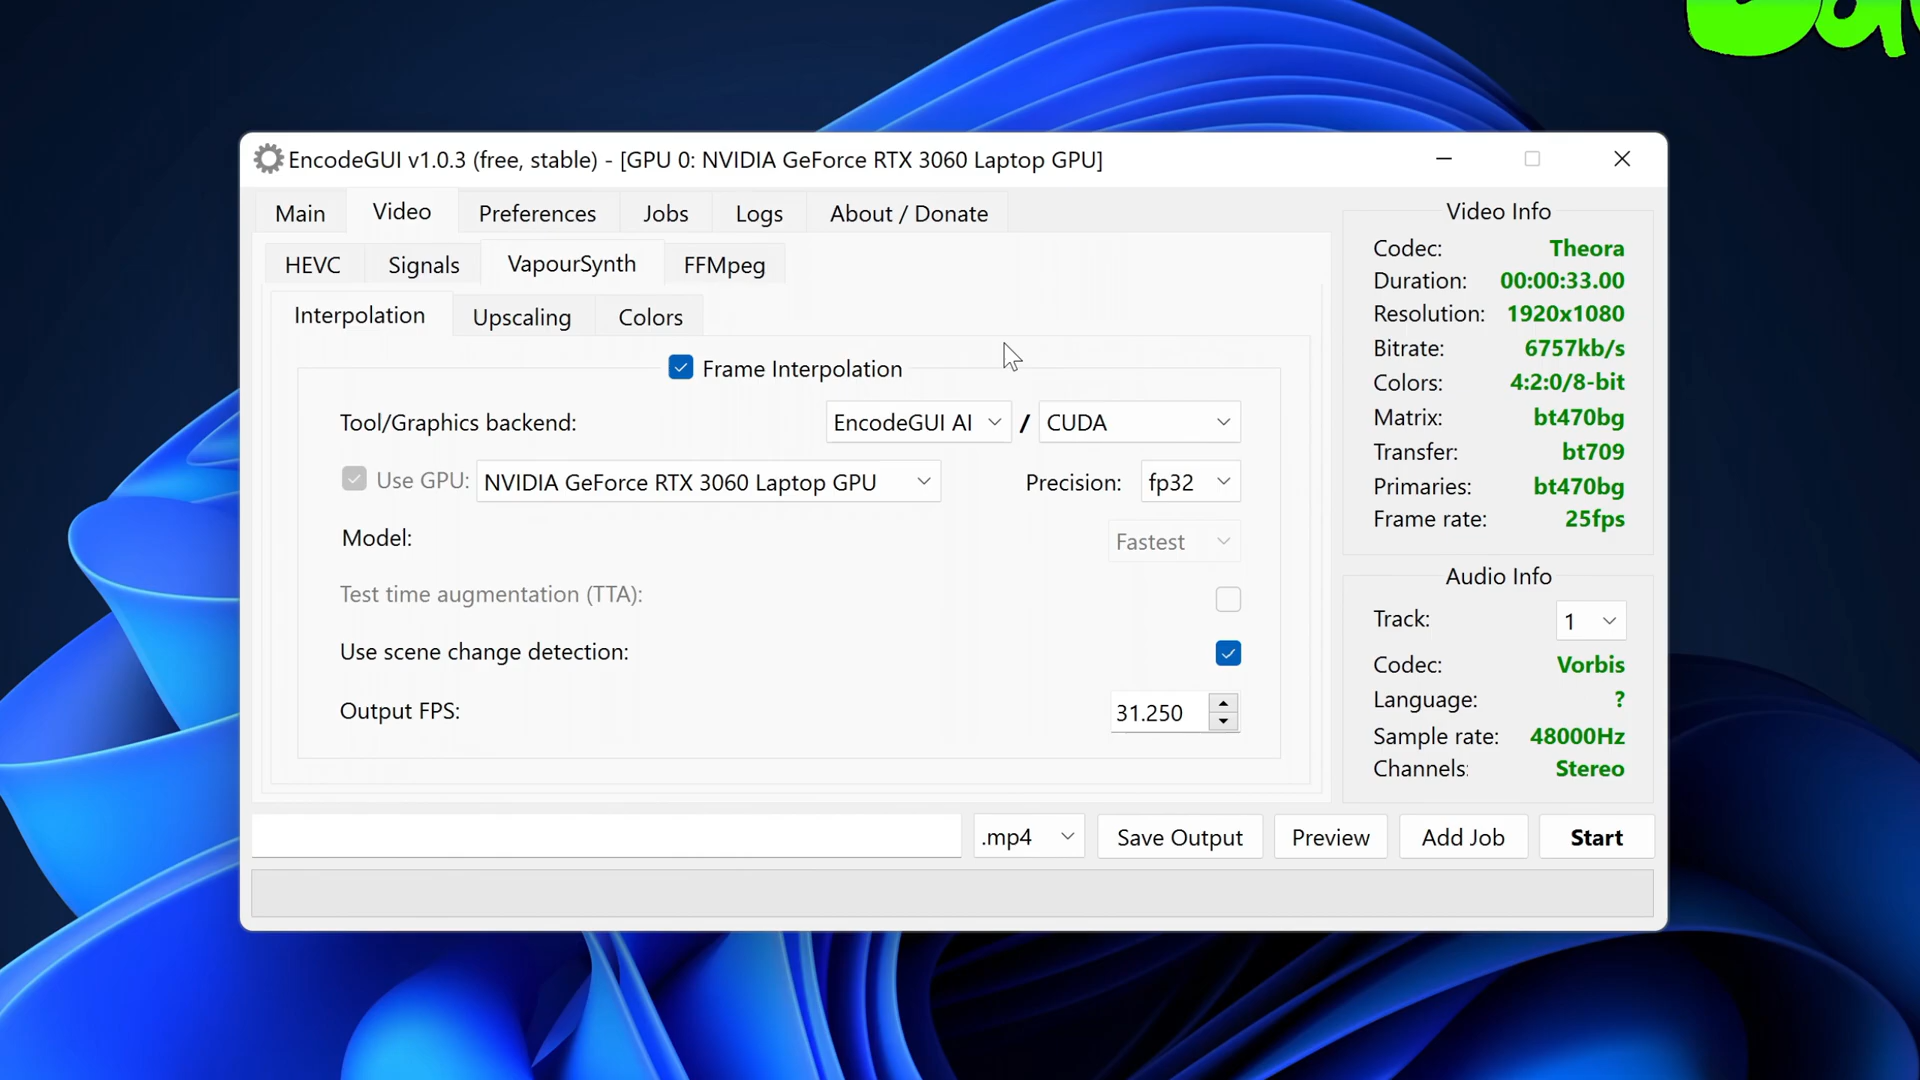 EncodeGUI v1.0.3 (free, stable) - [GPU 0: NVIDIA GeForce RTX 3060 Laptop GPU]
Main Video Preferences Jobs Logs About / Donate
HEVC Signals VapourSynth FFMpeg
Interpolation Upscaling Colors
Frame Interpolation
Tool/Graphics backend: EncodeGUI AI / CUDA
Use GPU: NVIDIA GeForce RTX 3060 Laptop GPU Precision: fp32
Model: Fastest
Test time augmentation (TTA):
Use scene change detection:
Output FPS: 31.250
Video Info
Codec: Theora
Duration: 00:00:33.00
Resolution: 1920x1080
Bitrate: 6757kb/s
Colors: 4:2:0/8-bit
Matrix: bt470bg
Transfer: bt709
Primaries: bt470bg
Frame rate: 25fps
Audio Info
Track: 1
Codec: Vorbis
Language: ?
Sample rate: 48000Hz
Channels: Stereo
.mp4 Save Output Preview Add Job Start